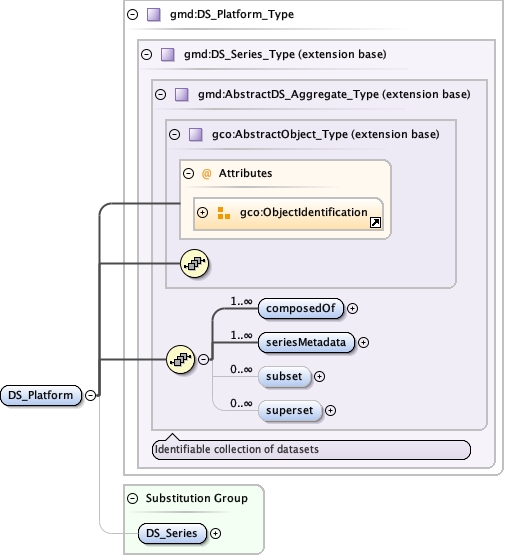 gmd:DS_Platform_Type
gmd:DS_Series_Type (extension base)
gmd:AbstractDS_Aggregate_Type (extension base)
gco:AbstractObject_Type (extension base)
@ Attributes
gco:ObjectIdentification
1..∞
composedOf
1..∞
seriesMetadata
0..∞
subset
0..∞
superset
DS_Platform
Identifiable collection of datasets
Substitution Group
DS_Series